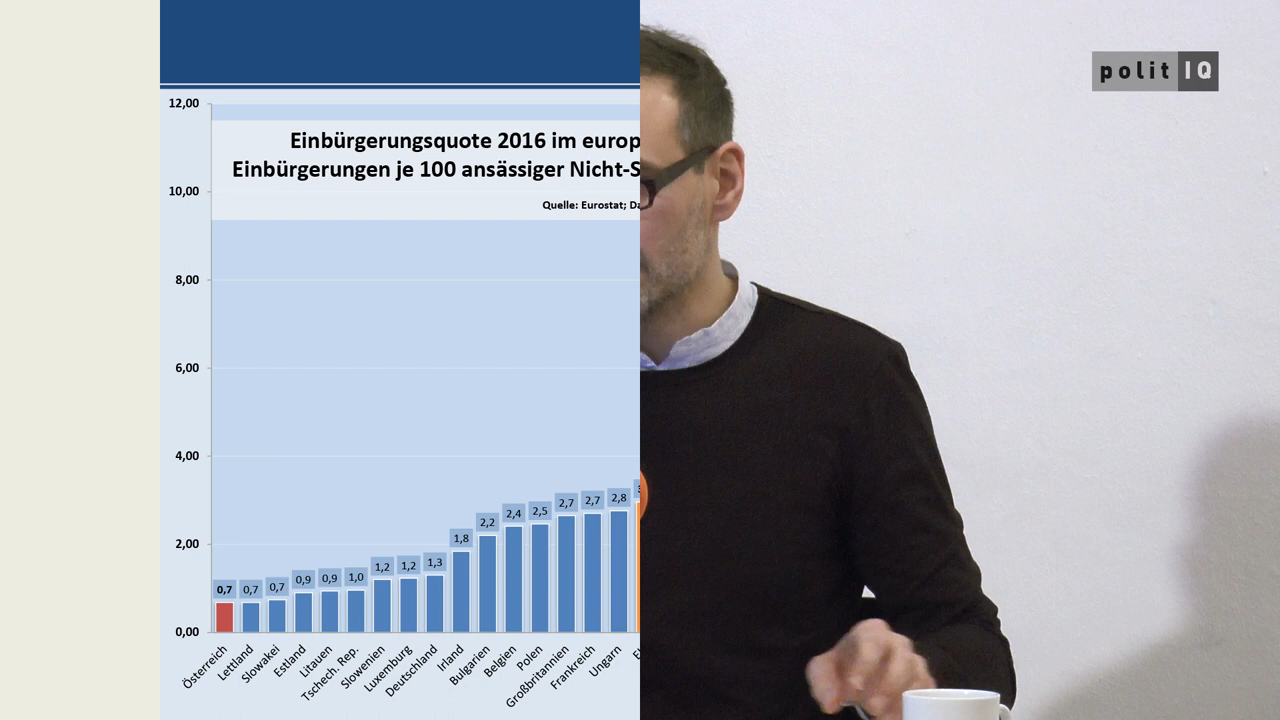 polit IQ
12,00
Einbürgerungsquote 2016 im europ
Einbürgerungen je 100 ansässiger Nicht-S
10,00
Quelle: Eurostat; Da
8,00
6,00
4,00
2,00
0,00
0,7 0,7 0,7 0,9 0,9 1,0 1,2 1,2 1,3 1,8 2,2 2,4 2,5 2,7 2,7 2,8
Österreich
Lettland
Slowakei
Estland
Litauen
Tschech. Rep.
Slowenien
Luxemburg
Deutschland
Irland
Bulgarien
Belgien
Polen
Großbritannien
Frankreich
Ungarn